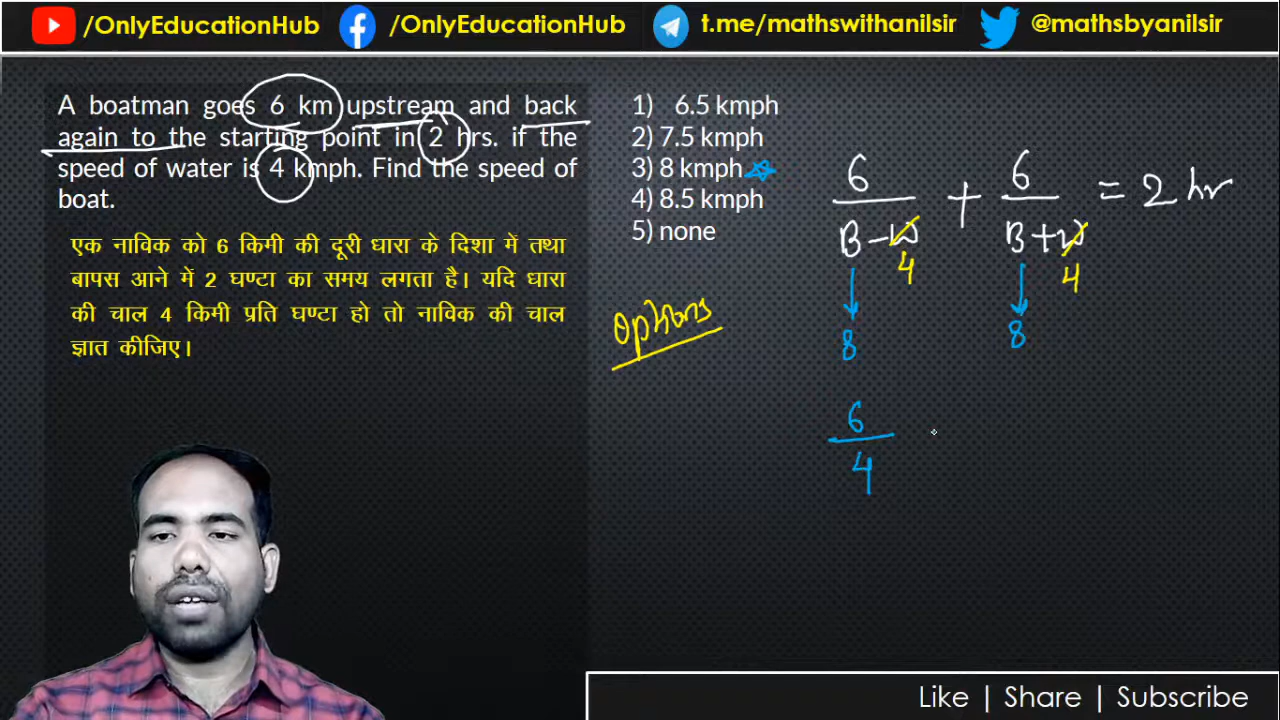 /OnlyEducationHub /OnlyEducationHub t.me/mathswithanilsir @mathsbyanilsir
A boatman goes 6 km upstream and back
again to the starting point in 2 hrs. if the
speed of water is 4 kmph. Find the speed of
boat.
एक नाविक को 6 किमी की दूरी धारा के दिशा में तथा
बापस आने में 2 घण्टा का समय लगता है। यदि धारा
की चाल 4 किमी प्रति घण्टा हो तो नाविक की चाल
ज्ञात कीजिए।
1) 6.5 kmph
2) 7.5 kmph
3) 8 kmph
4) 8.5 kmph
5) none
Options
6 + 6 = 2 hr
B-W B+W
4 4
8 8
6
4
Like | Share | Subscribe